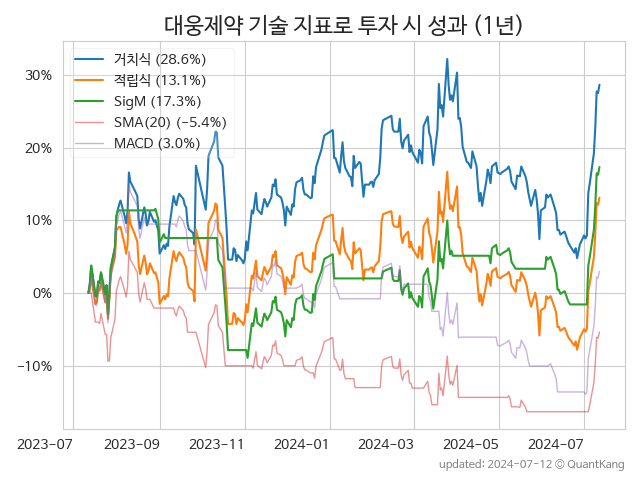 대웅제약 기술 지표로 투자 시 성과 (1년)
거치식 (28.6%)
적립식 (13.1%)
SigM (17.3%)
SMA(20) (−5.4%)
MACD (3.0%)
30%
20%
10%
0%
−10%
2023-07 2023-09 2023-11 2024-01 2024-03 2024-05 2024-07
updated: 2024-07-12 © QuantKang